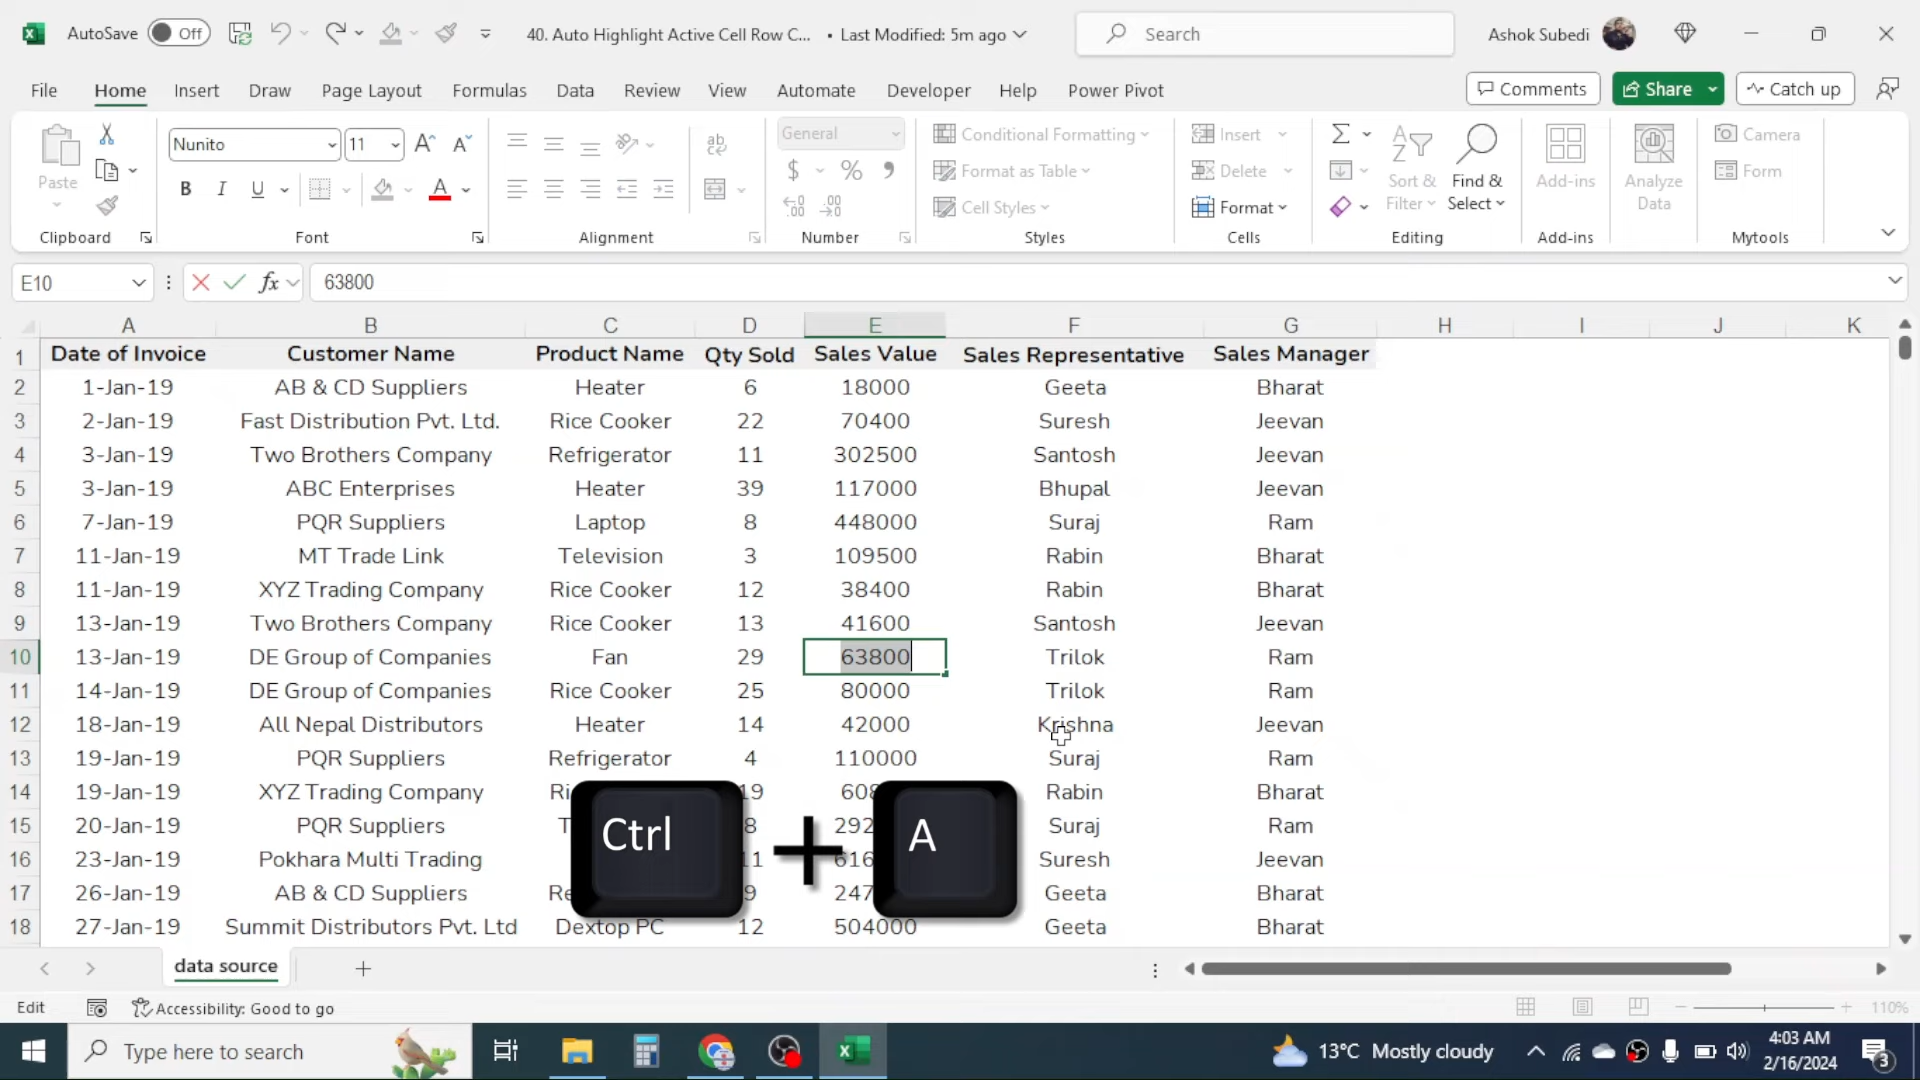 AutoSave Off 40. Auto Highlight Active Cell Row C... • Last Modified: 5m ago Search Ashok Subedi
File Home Insert Draw Page Layout Formulas Data Review View Automate Developer Help Power Pivot Comments Share Catch up
Nunito 11 General Conditional Formatting Insert Camera
Paste Format as Table Delete Sort & Find & Add-ins Analyze Form
Cell Styles Format Filter Select Data
Clipboard Font Alignment Number Styles Cells Editing Add-ins Mytools
E10 fx 63800
A B C D E F G H I J K
1 Date of Invoice Customer Name Product Name Qty Sold Sales Value Sales Representative Sales Manager
2 1-Jan-19 AB & CD Suppliers Heater 6 18000 Geeta Bharat
3 2-Jan-19 Fast Distribution Pvt. Ltd. Rice Cooker 22 70400 Suresh Jeevan
4 3-Jan-19 Two Brothers Company Refrigerator 11 302500 Santosh Jeevan
5 3-Jan-19 ABC Enterprises Heater 39 117000 Bhupal Jeevan
6 7-Jan-19 PQR Suppliers Laptop 8 448000 Suraj Ram
7 11-Jan-19 MT Trade Link Television 3 109500 Rabin Bharat
8 11-Jan-19 XYZ Trading Company Rice Cooker 12 38400 Rabin Bharat
9 13-Jan-19 Two Brothers Company Rice Cooker 13 41600 Santosh Jeevan
10 13-Jan-19 DE Group of Companies Fan 29 63800 Trilok Ram
11 14-Jan-19 DE Group of Companies Rice Cooker 25 80000 Trilok Ram
12 18-Jan-19 All Nepal Distributors Heater 14 42000 Krishna Jeevan
13 19-Jan-19 PQR Suppliers Refrigerator 4 110000 Suraj Ram
14 19-Jan-19 XYZ Trading Company Rabin Bharat
15 20-Jan-19 PQR Suppliers Suraj Ram
16 23-Jan-19 Pokhara Multi Trading Suresh Jeevan
17 26-Jan-19 AB & CD Suppliers Geeta Bharat
18 27-Jan-19 Summit Distributors Pvt. Ltd Dextop PC 12 504000 Geeta Bharat
Ctrl + A
data source
Edit Accessibility: Good to go 110%
Type here to search 13°C Mostly cloudy 4:03 AM
2/16/2024 3